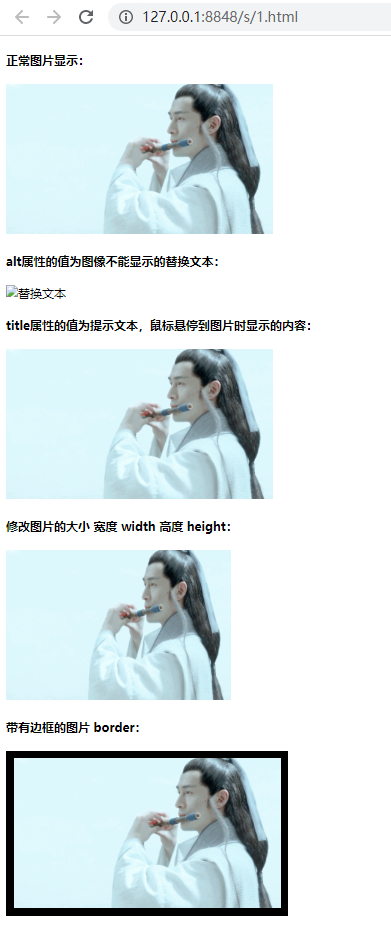 127.0.0.1:8848/s/1.html
正常图片显示：
alt属性的值为图像不能显示的替换文本：
替换文本
title属性的值为提示文本，鼠标悬停到图片时显示的内容：
修改图片的大小 宽度 width 高度 height：
带有边框的图片 border：